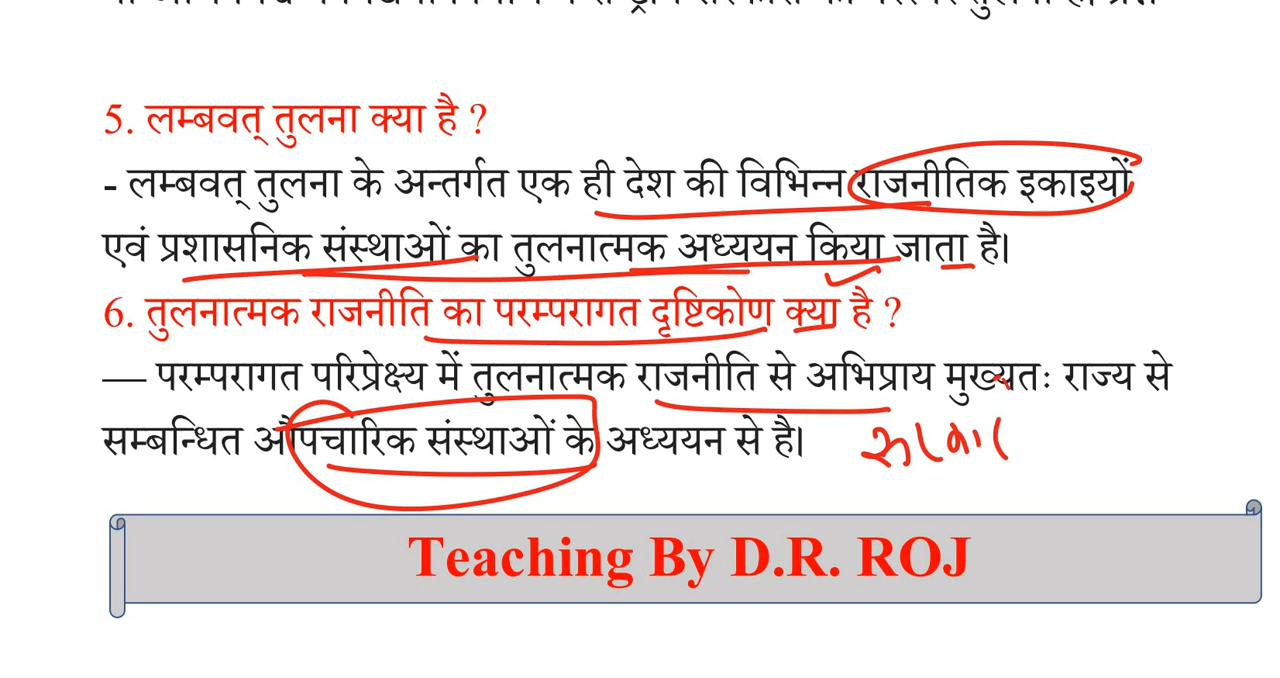 5. लम्बवत् तुलना क्या है ?
- लम्बवत् तुलना के अन्तर्गत एक ही देश की विभिन्न राजनीतिक इकाइयों
एवं प्रशासनिक संस्थाओं का तुलनात्मक अध्ययन किया जाता है।
6. तुलनात्मक राजनीति का परम्परागत दृष्टिकोण क्या है ?
— परम्परागत परिप्रेक्ष्य में तुलनात्मक राजनीति से अभिप्राय मुख्यतः राज्य से
सम्बन्धित औपचारिक संस्थाओं के अध्ययन से है।
Teaching By D.R. ROJ